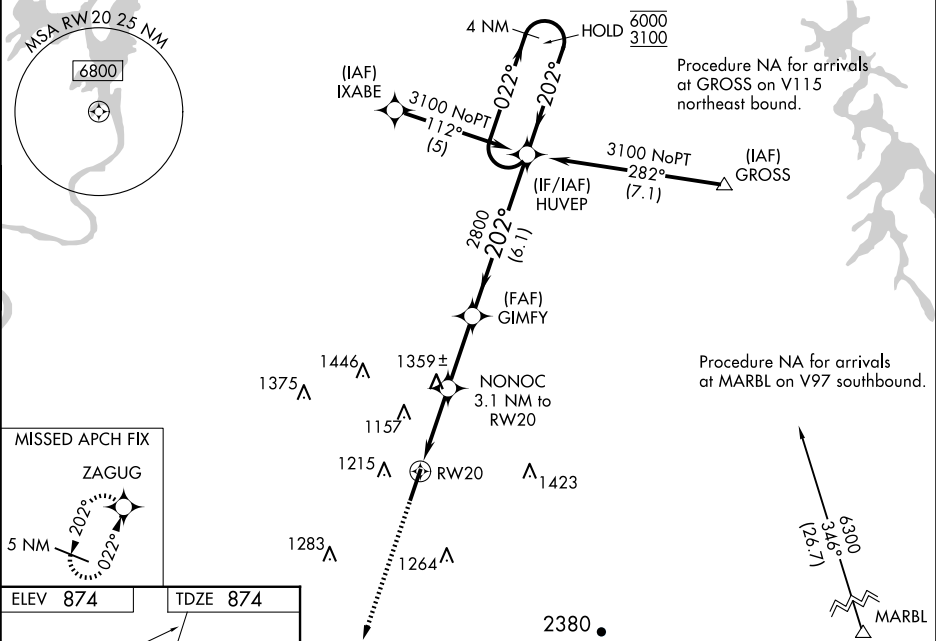 MSA RW 20 25 NM
6800
4 NM
HOLD
6000
3100
022°
202°
Procedure NA for arrivals
at GROSS on V115
northeast bound.
(IAF)
IXABE
3100 NoPT
112°
(5)
3100 NoPT
282°
(7.1)
(IAF)
GROSS
(IF/IAF)
HUVEP
2800
202°
(6.1)
(FAF)
GIMFY
1446
1359 ±
1375
NONOC
3.1 NM to
RW20
Procedure NA for arrivals
at MARBL on V97 southbound.
1157
MISSED APCH FIX
ZAGUG
202°
022°
5 NM
1215
RW20
1423
1283
1264
6300
346°
(26.7)
MARBL
ELEV 874
TDZE 874
2380